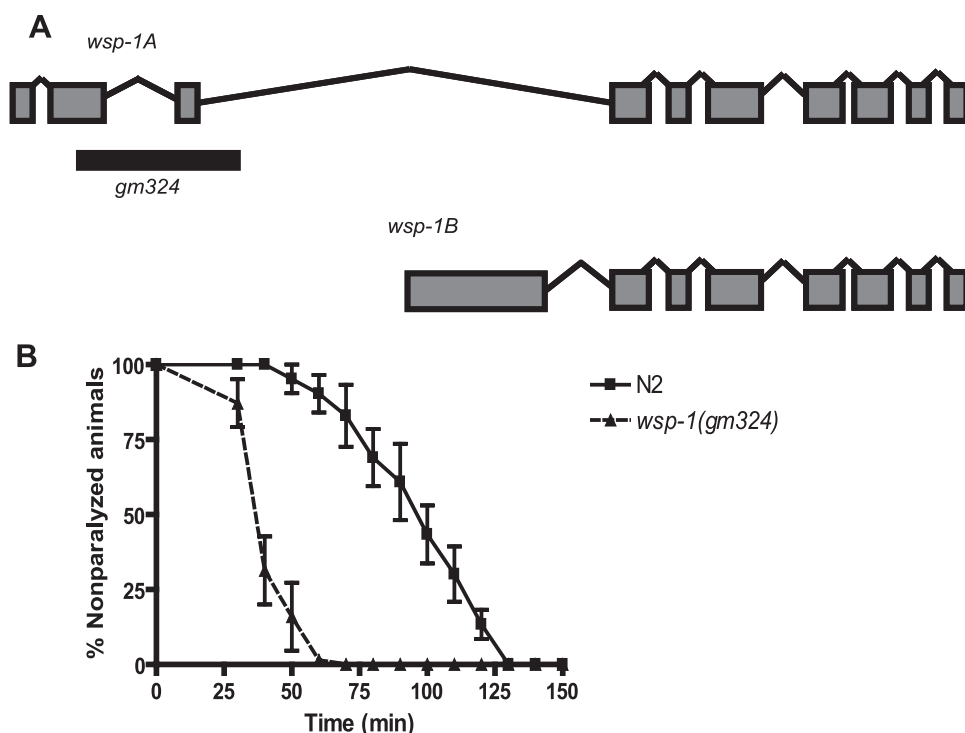 A
wsp-1A
gm324
wsp-1B
B
% Nonparalyzed animals
100
75
50
25
0
0 25 50 75 100 125 150
Time (min)
N2
wsp-1(gm324)